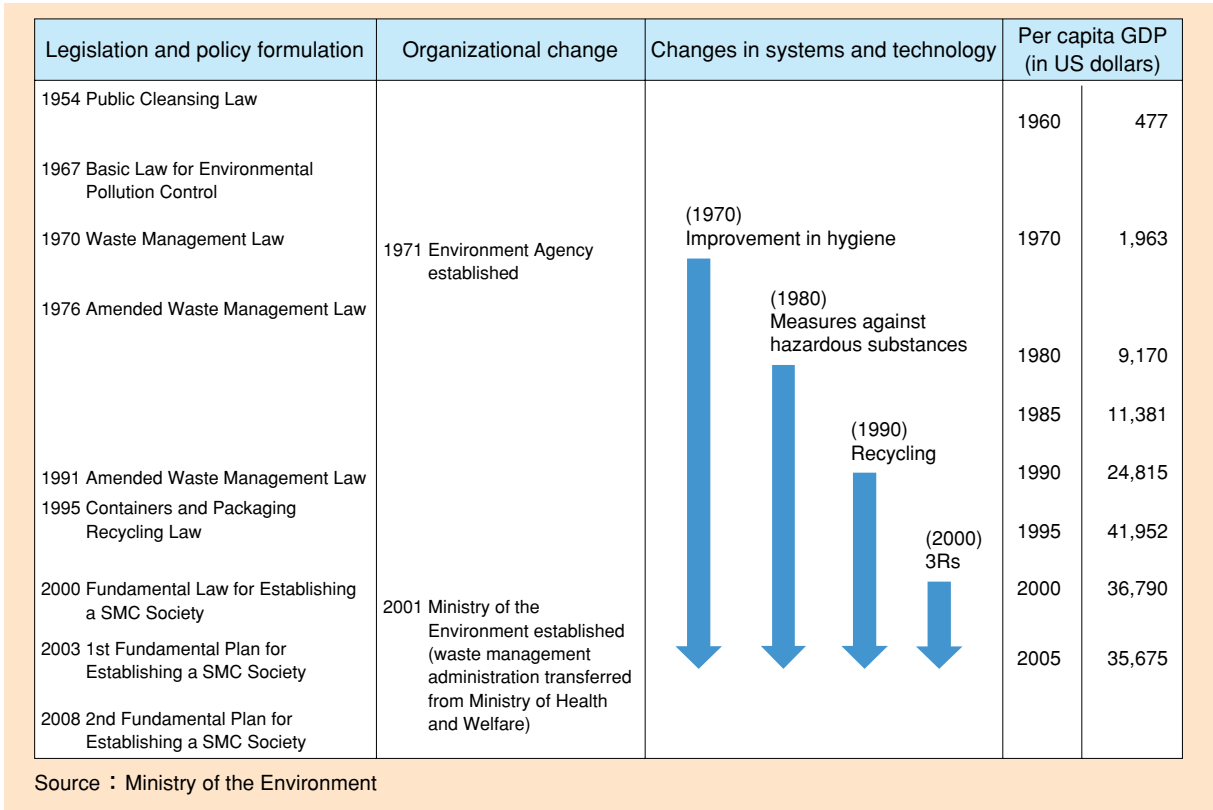 Legislation and policy formulation
Organizational change
Changes in systems and technology
Per capita GDP
(in US dollars)
1954 Public Cleansing Law
1967 Basic Law for Environmental
Pollution Control
1970 Waste Management Law
1976 Amended Waste Management Law
1991 Amended Waste Management Law
1995 Containers and Packaging
Recycling Law
2000 Fundamental Law for Establishing
a SMC Society
2003 1st Fundamental Plan for
Establishing a SMC Society
2008 2nd Fundamental Plan for
Establishing a SMC Society
1971 Environment Agency
established
2001 Ministry of the
Environment established
(waste management
administration transferred
from Ministry of Health
and Welfare)
(1970)
Improvement in hygiene
(1980)
Measures against
hazardous substances
(1990)
Recycling
(2000)
3Rs
1960 477
1970 1,963
1980 9,170
1985 11,381
1990 24,815
1995 41,952
2000 36,790
2005 35,675
Source：Ministry of the Environment